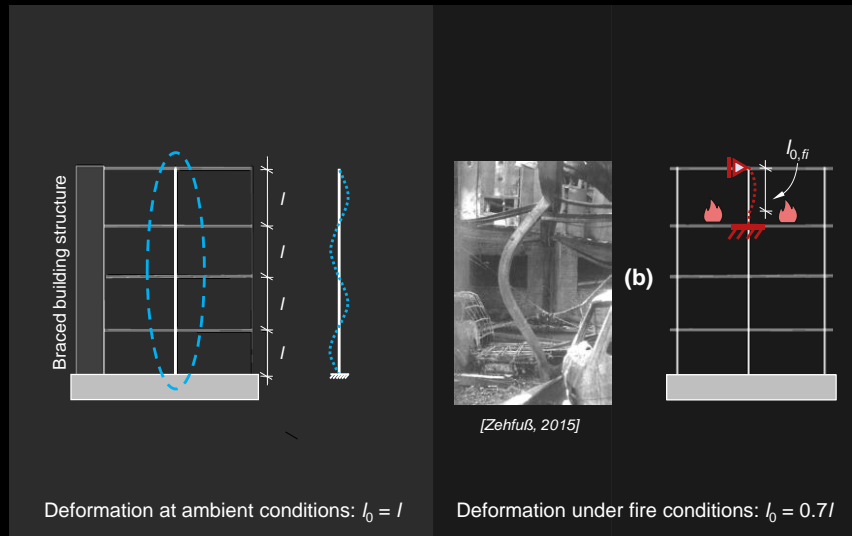 Braced building structure
l
l
l
l
[Zehfuß, 2015]
(b)
l0,fi
Deformation at ambient conditions: l0 = l
Deformation under fire conditions: l0 = 0.7l